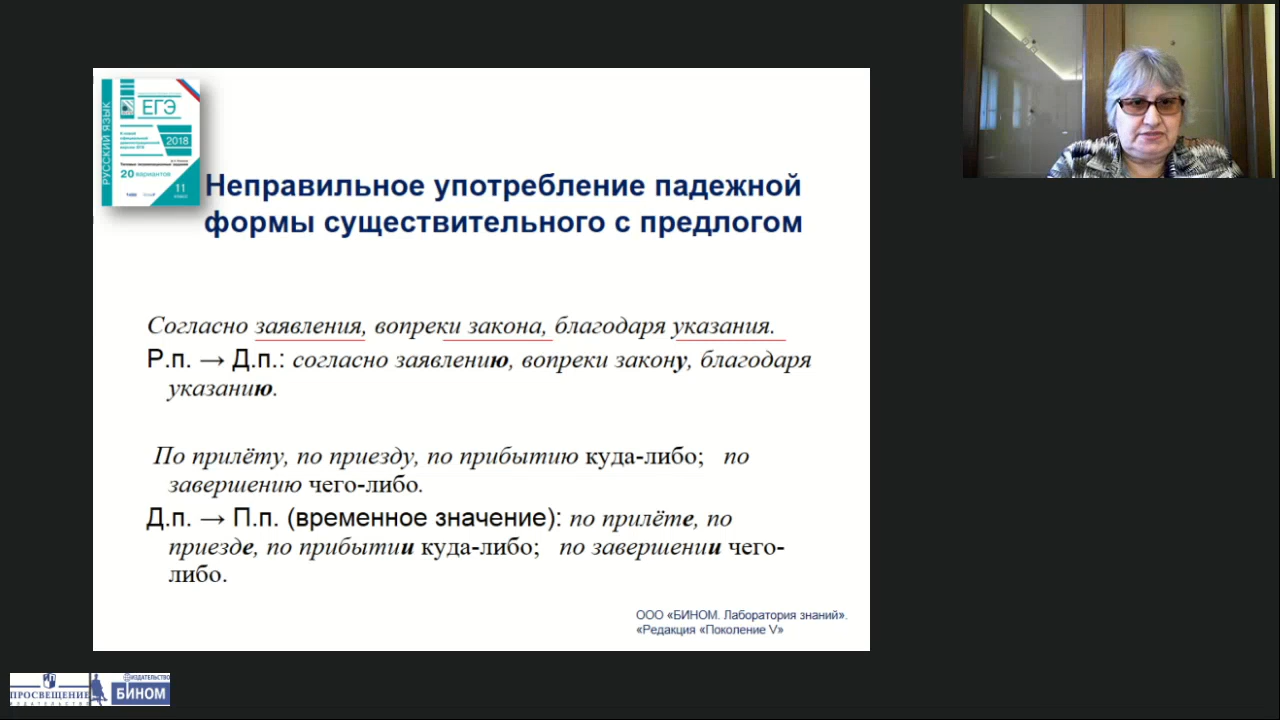 РУССКИЙ ЯЗЫК
ЕГЭ
2018
20 вариантов
11
Неправильное употребление падежной
формы существительного с предлогом
Согласно заявления, вопреки закона, благодаря указания.
Р.п. → Д.п.: согласно заявлению, вопреки закону, благодаря
указанию.
По прилёту, по приезду, по прибытию куда-либо; по
завершению чего-либо.
Д.п. → П.п. (временное значение): по прилёте, по
приезде, по прибытии куда-либо; по завершении чего-
либо.
ООО «БИНОМ. Лаборатория знаний».
«Редакция «Поколение V»
ПРОСВЕЩЕНИЕ
ИЗДАТЕЛЬСТВО
ИЗДАТЕЛЬСТВО
БИНОМ